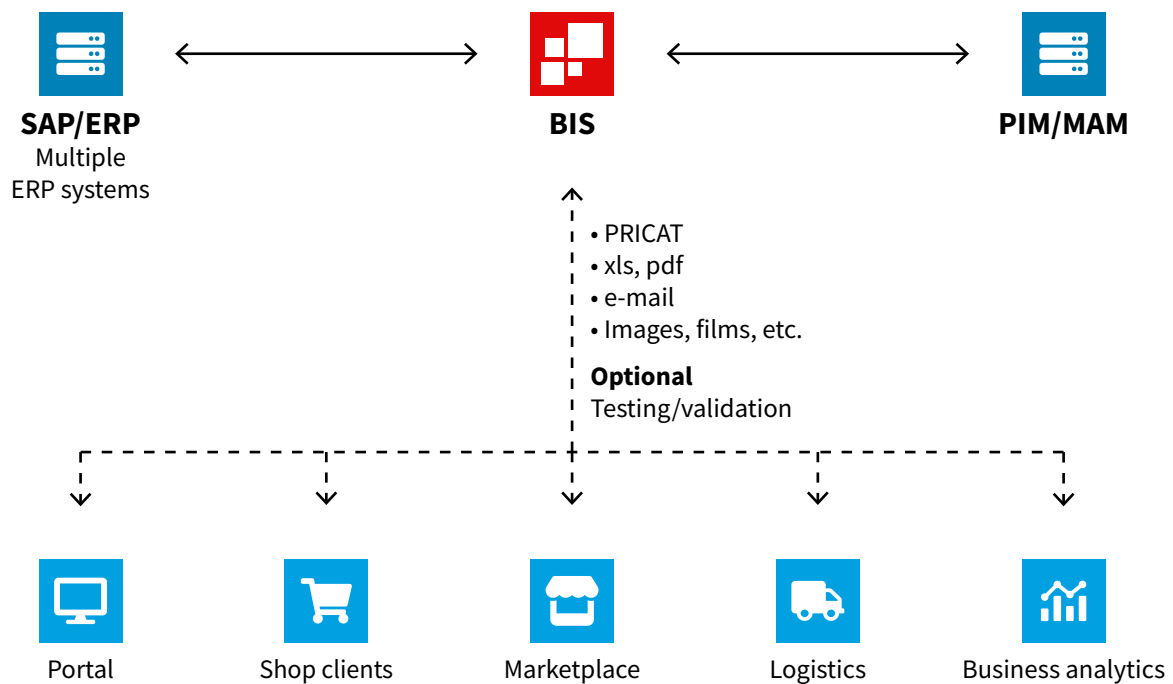 SAP/ERP
Multiple
ERP systems
BIS
PIM/MAM
• PRICAT
• xls, pdf
• e-mail
• Images, films, etc.
Optional
Testing/validation
Portal
Shop clients
Marketplace
Logistics
Business analytics